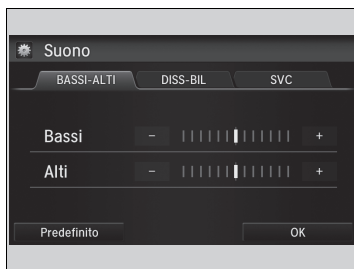 Suono
BASSI-ALTI DISS-BIL SVC
Bassi - +
Alti - +
Predefinito OK